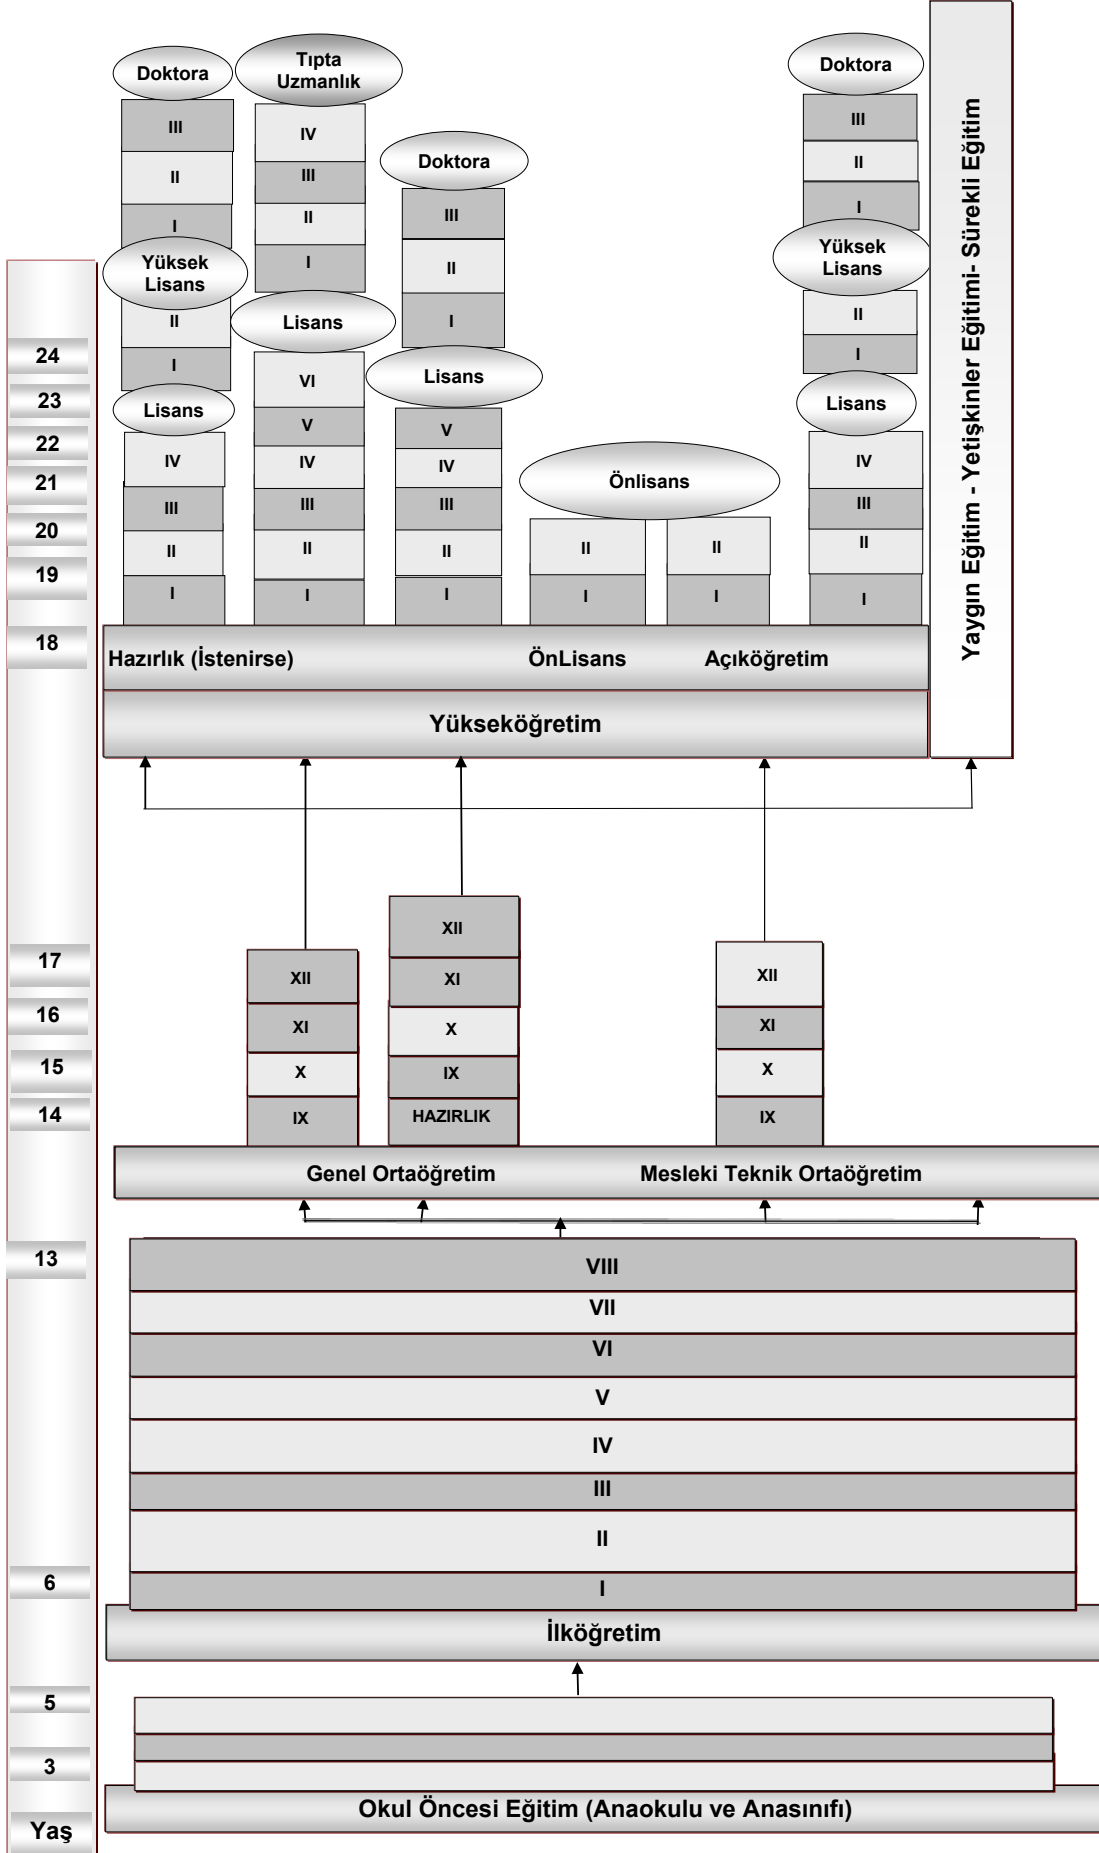 Doktora
Tıpta
Uzmanlık
Doktora
III
IV
III
II
III
Doktora
II
I
II
III
I
Yüksek
Lisans
I
II
Yüksek
Lisans
II
Lisans
I
II
24
I
Lisans
I
23
Lisans
VI
Lisans
22
IV
V
V
IV
21
III
IV
IV
Önlisans
III
20
II
III
III
II
II
II
19
I
II
II
I
I
I
I
I
18
Hazırlık (İstenirse)
ÖnLisans
Açıköğretim
Yükseköğretim
Yaygın Eğitim - Yetişkinler Eğitimi- Sürekli Eğitim
17
XII
XII
XII
16
XI
XI
XI
15
X
X
X
14
IX
IX
IX
HAZIRLIK
Genel Ortaöğretim
Mesleki Teknik Ortaöğretim
13
VIII
VII
VI
V
IV
III
II
6
I
İlköğretim
5
3
Okul Öncesi Eğitim (Anaokulu ve Anasınıfı)
Yaş